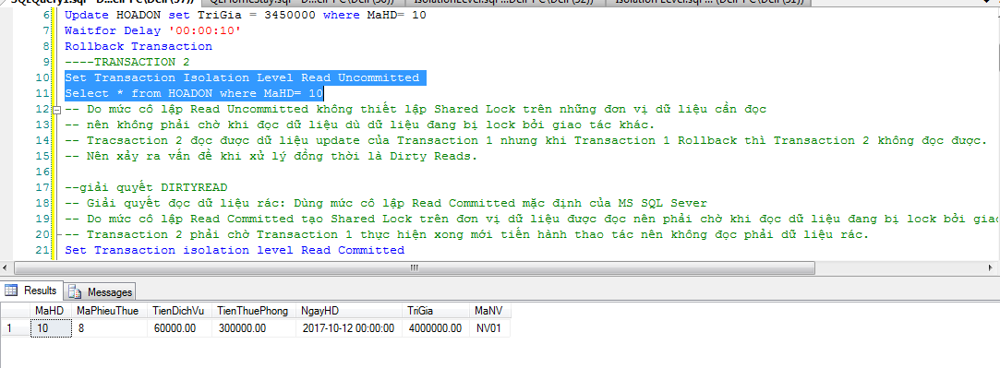 6 Update HOADON set TriGia = 3450000 where MaHD= 10
7 Waitfor Delay '00:00:10'
8 Rollback Transaction
9 ----TRANSACTION 2
10 Set Transaction Isolation Level Read Uncommitted
11 Select * from HOADON where MaHD= 10
12 -- Do mức cô lập Read Uncommitted không thiết lập Shared Lock trên những đơn vị dữ liệu cần đọc
13 -- nên không phải chờ khi đọc dữ liệu dù dữ liệu đang bị lock bởi giao tác khác.
14 -- Tracsaction 2 đọc được dữ liệu update của Transaction 1 nhưng khi Transaction 1 Rollback thì Transaction 2 không đọc được.
15 -- Nên xảy ra vấn đề khi xử lý đồng thời là Dirty Reads.
16
17 --giải quyết DIRTYREAD
18 -- Giải quyết đọc dữ liệu rác: Dùng mức cô lập Read Committed mặc định của MS SQL Sever
19 -- Do mức cô lập Read Committed tạo Shared Lock trên đơn vị dữ liệu được đọc nên phải chờ khi đọc dữ liệu đang bị lock bởi giao
20 -- Transaction 2 phải chờ Transaction 1 thực hiện xong mới tiến hành thao tác nên không đọc phải dữ liệu rác.
21 Set Transaction isolation level Read Committed
Results Messages
MaHD MaPhieuThue TienDichVu TienThuePhong NgayHD TriGia MaNV
1 10 8 60000.00 300000.00 2017-10-12 00:00:00 4000000.00 NV01